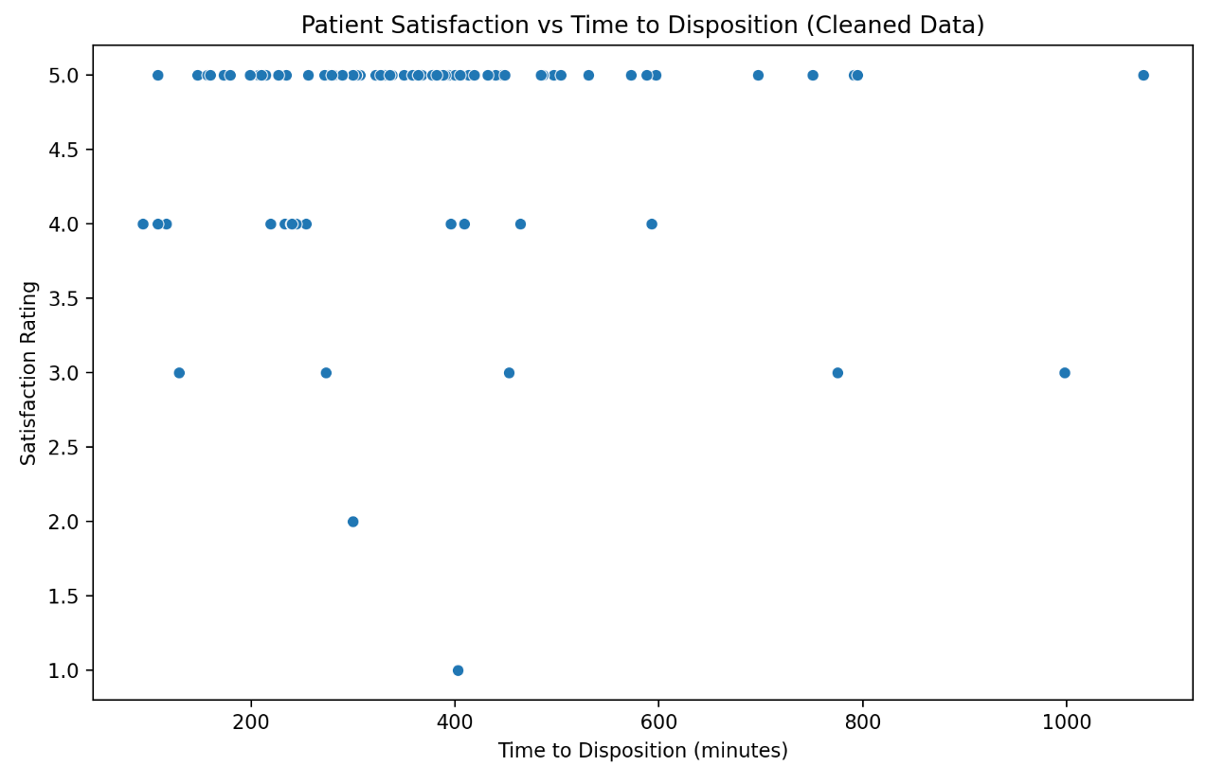 Patient Satisfaction vs Time to Disposition (Cleaned Data)
Satisfaction Rating
5.0
4.5
4.0
3.5
3.0
2.5
2.0
1.5
1.0
200 400 600 800 1000
Time to Disposition (minutes)